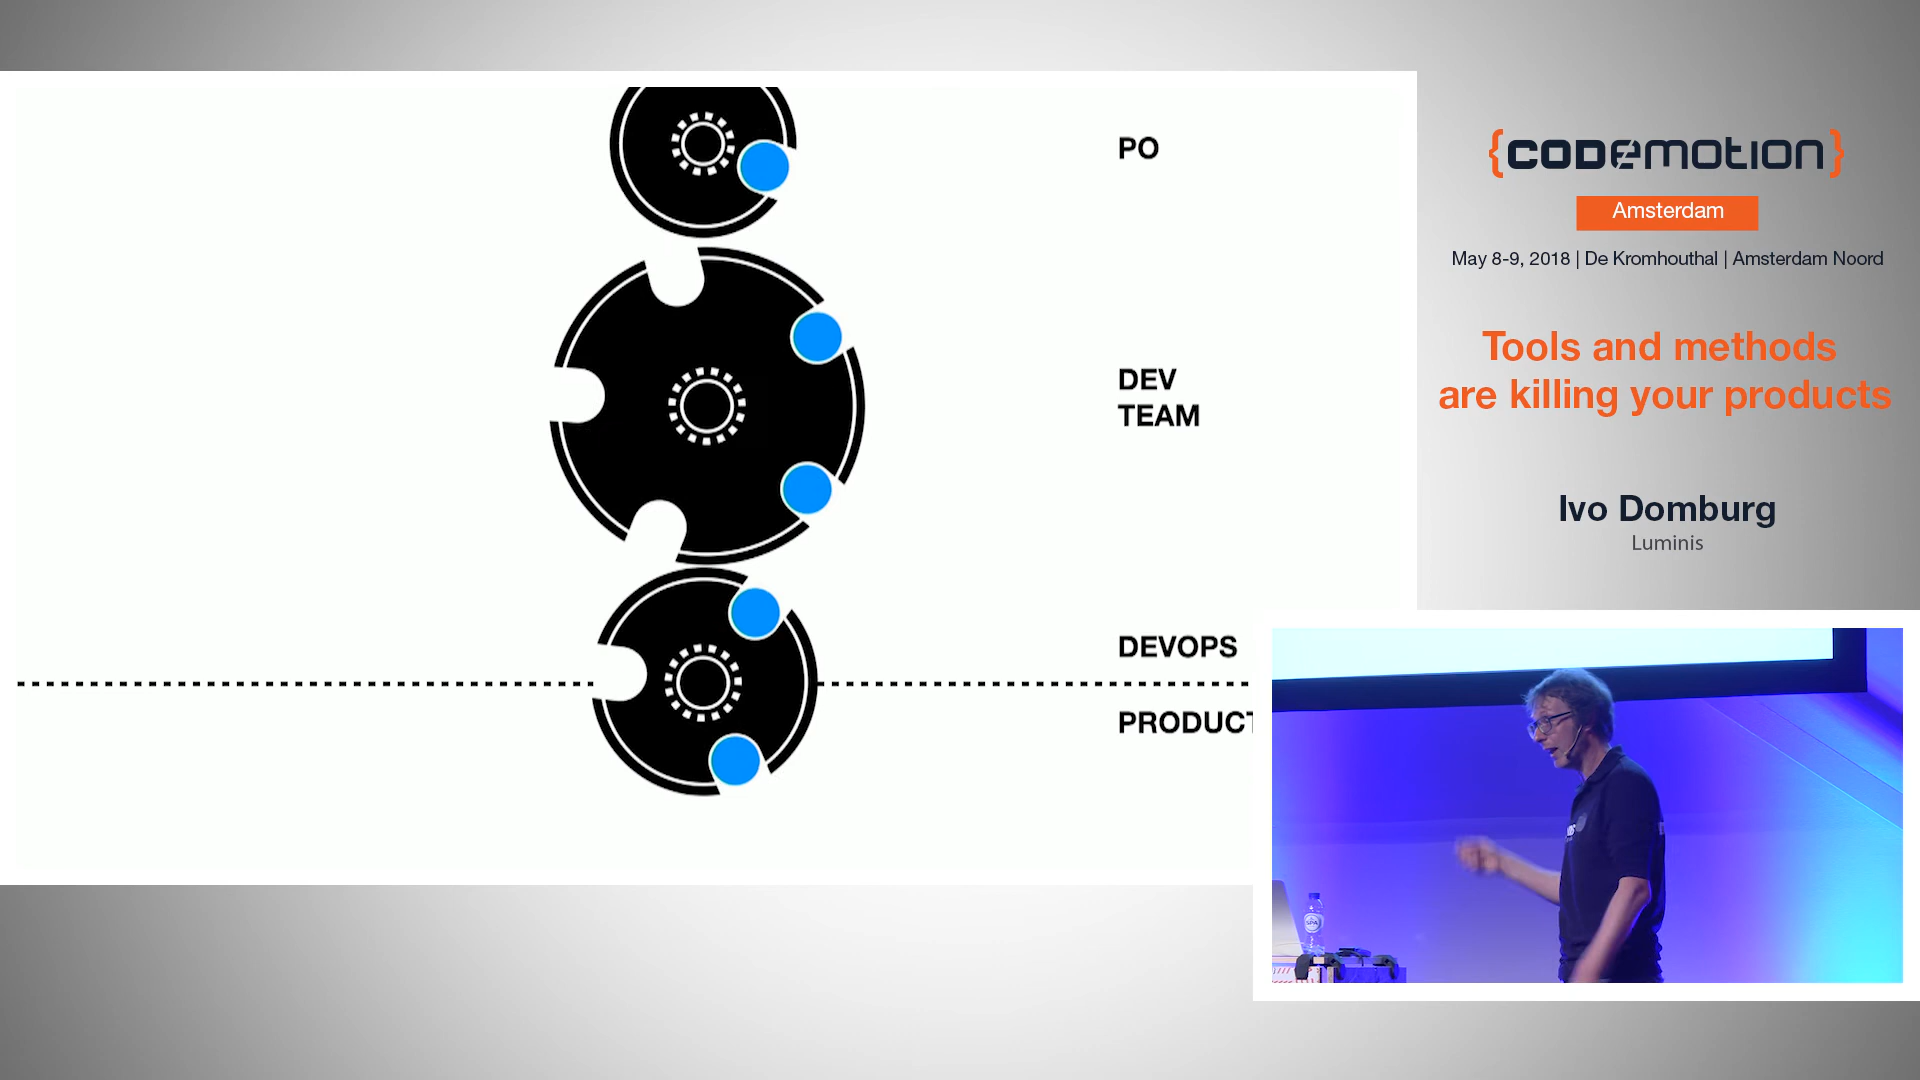 PO
DEV
TEAM
DEVOPS
PRODUCT
{codemotion}
Amsterdam
May 8-9, 2018 | De Kromhouthal | Amsterdam Noord
Tools and methods
are killing your products
Ivo Domburg
Luminis
SPA